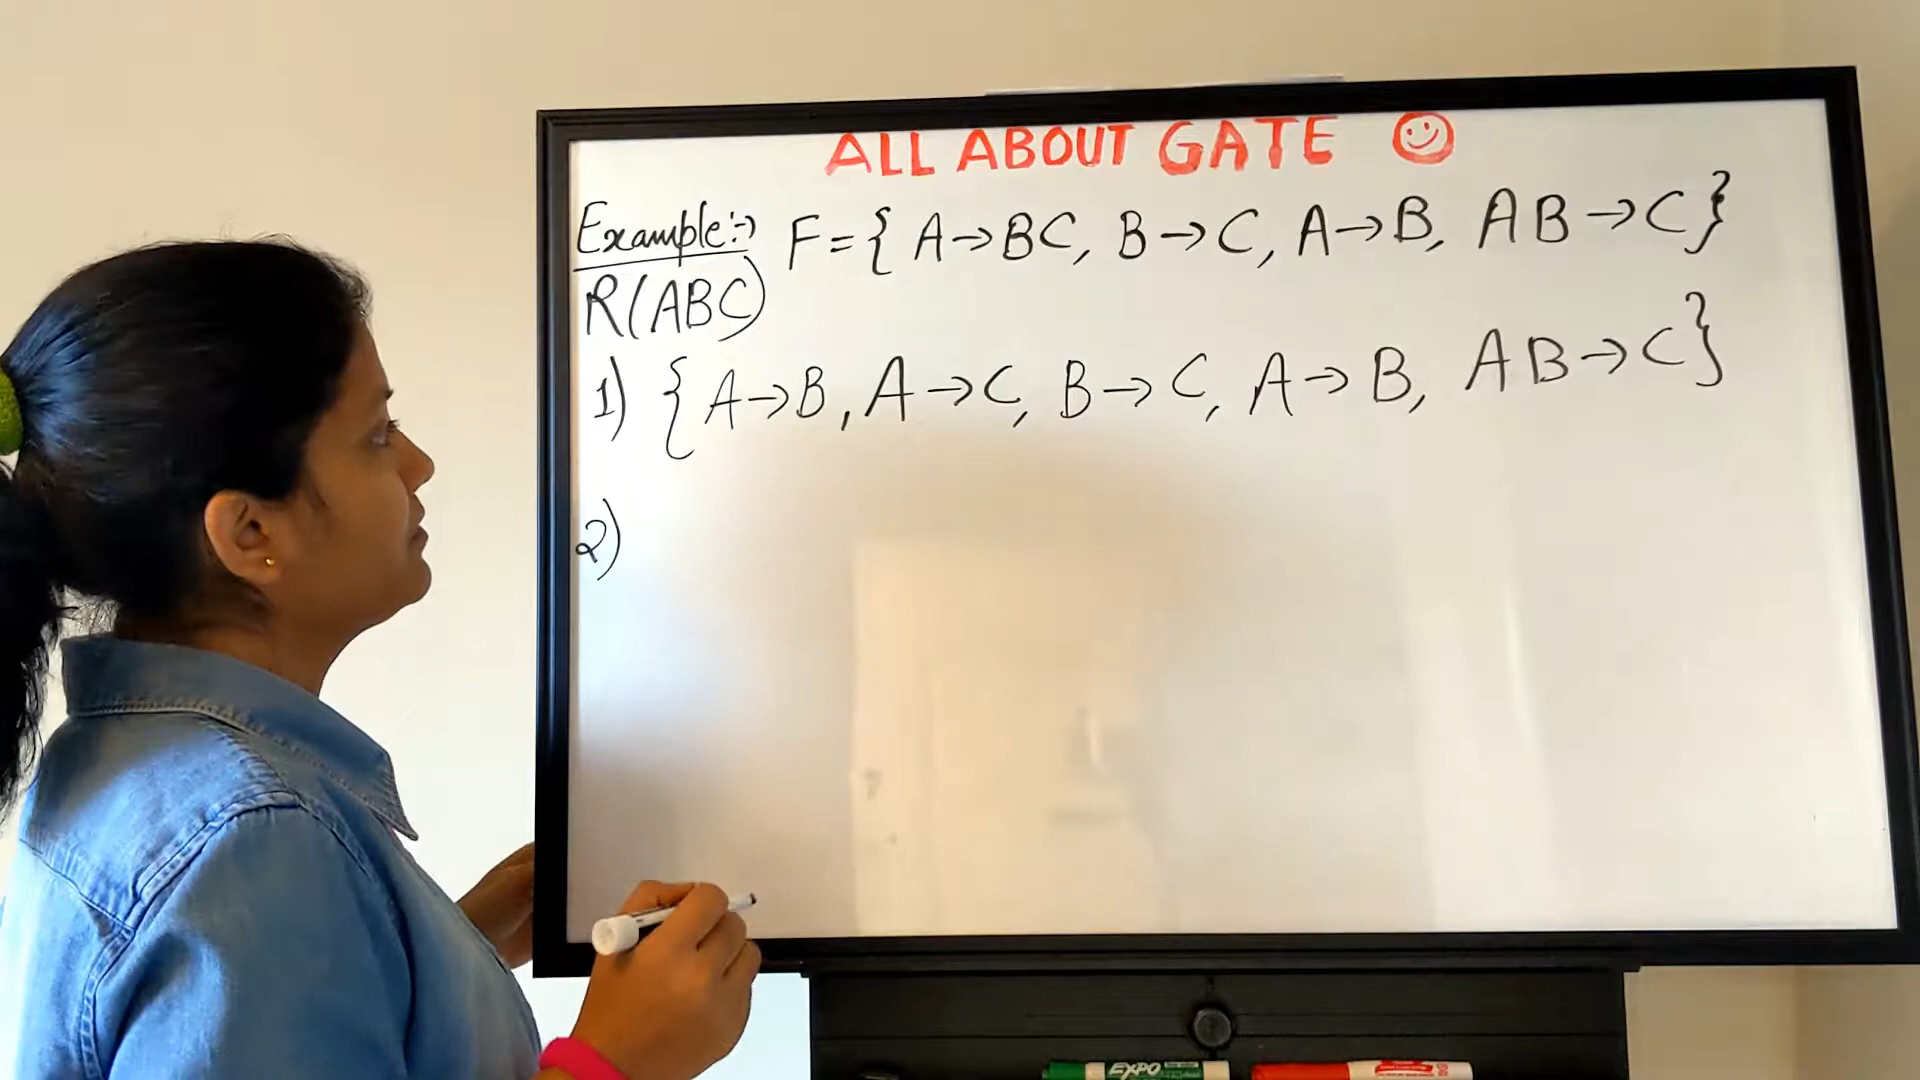 ALL ABOUT GATE ☺
Example:→ F={ A→BC, B→C, A→B, AB→C}
R(ABC)
1) {A→B, A→C, B→C, A→B, AB→C}
2)
EXPO